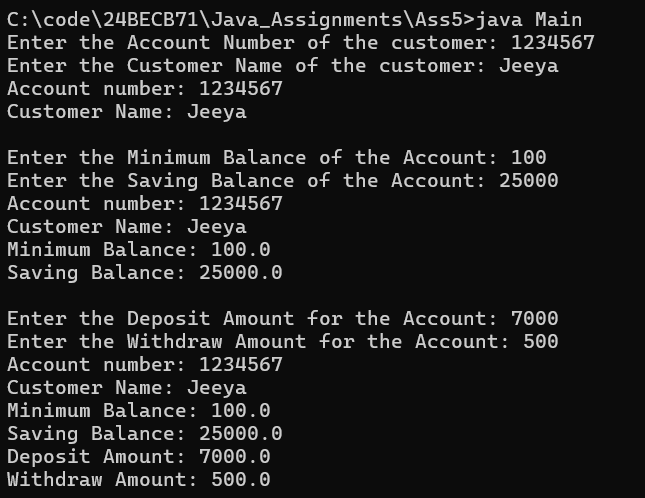 C:\code\24BECB71\Java_Assignments\Ass5>java Main
Enter the Account Number of the customer: 1234567
Enter the Customer Name of the customer: Jeeya
Account number: 1234567
Customer Name: Jeeya
Enter the Minimum Balance of the Account: 100
Enter the Saving Balance of the Account: 25000
Account number: 1234567
Customer Name: Jeeya
Minimum Balance: 100.0
Saving Balance: 25000.0
Enter the Deposit Amount for the Account: 7000
Enter the Withdraw Amount for the Account: 500
Account number: 1234567
Customer Name: Jeeya
Minimum Balance: 100.0
Saving Balance: 25000.0
Deposit Amount: 7000.0
Withdraw Amount: 500.0